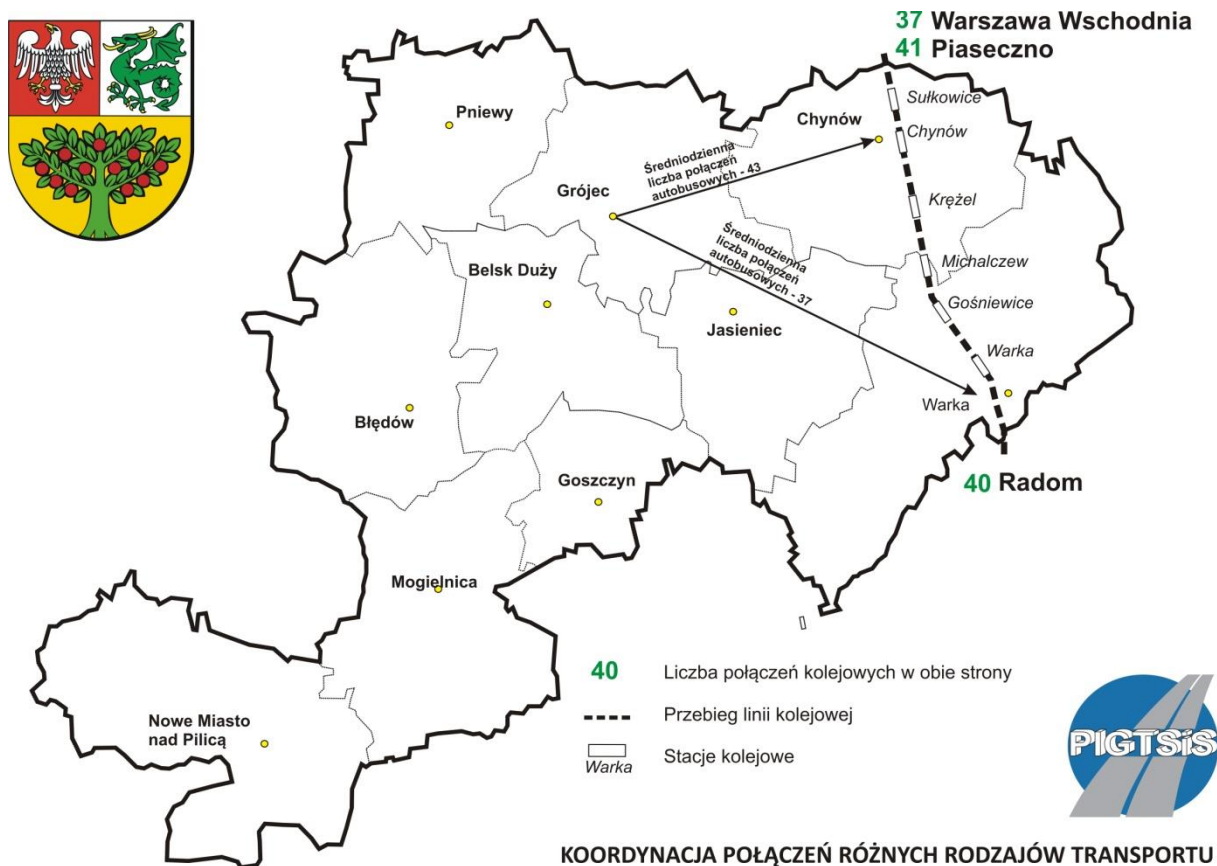 37 Warszawa Wschodnia
41 Piaseczno
Sułkowice
Pniewy
Chynów
Chynów
Średniodzienna
liczba połączeń
autobusowych - 43
Grójec
Krężel
Średniodzienna
liczba połączeń
autobusowych - 37
Belsk Duży
Michalczew
Gośniewice
Jasieniec
Warka
Błędów
Warka
Goszczyn
40 Radom
Mogielnica
40 Liczba połączeń kolejowych w obie strony
Przebieg linii kolejowej
Nowe Miasto
nad Pilicą
Stacje kolejowe
Warka
PIGTSiS
KOORDYNACJA POŁĄCZEŃ RÓŻNYCH RODZAJÓW TRANSPORTU